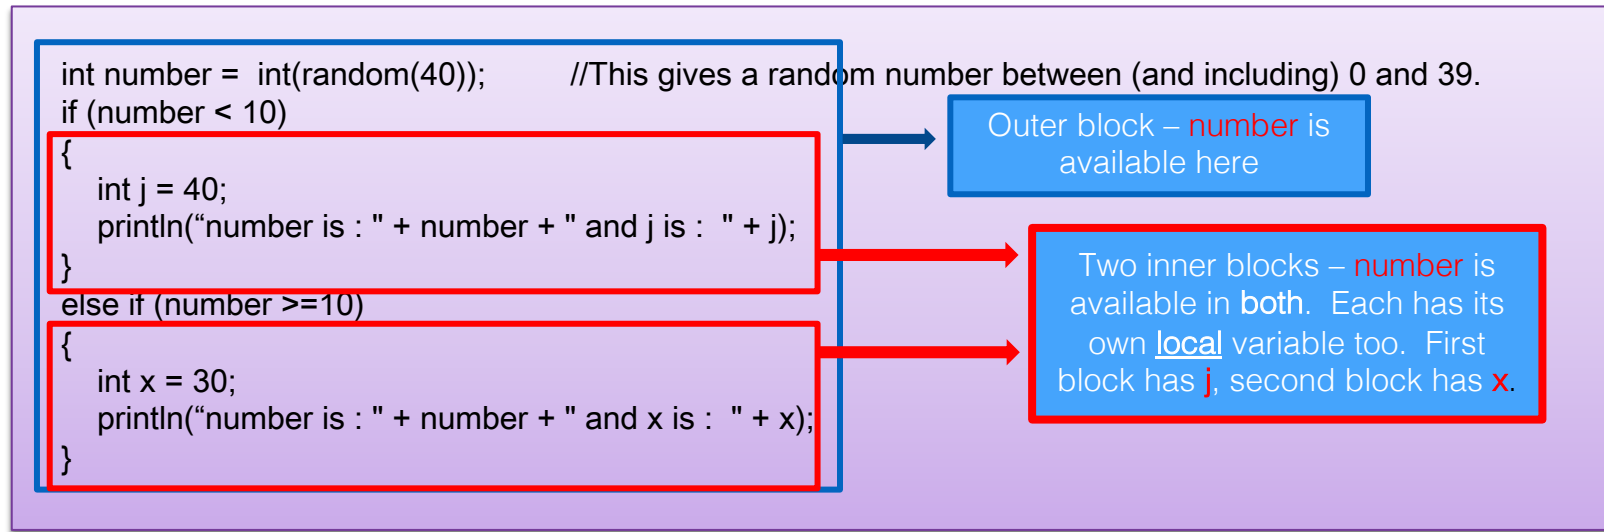 int number =  int(random(40));          //This gives a random number between (and including) 0 and 39.
if (number < 10)
{
int j = 40;
println(“number is : " + number + " and j is :  " + j);
}
else if (number >=10)
{
int x = 30;
println(“number is : " + number + " and x is :  " + x);
}
Outer block – number is
available here
Two inner blocks – number is
available in both.  Each has its
own local variable too.  First
block has j, second block has x.